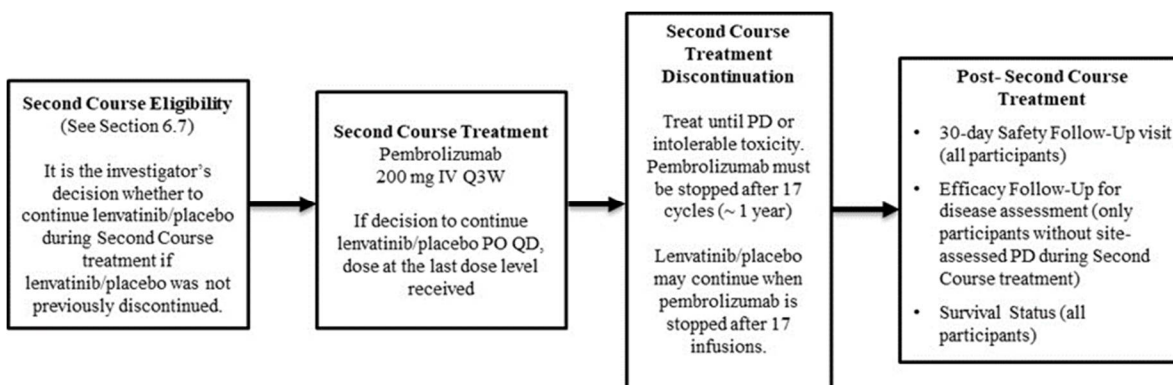 Second Course Eligibility
(See Section 6.7)
It is the investigator's
decision whether to
continue lenvatinib/placebo
during Second Course
treatment if
lenvatinib/placebo was not
previously discontinued.
Second Course Treatment
Pembrolizumab
200 mg IV Q3W
If decision to continue
lenvatinib/placebo PO QD,
dose at the last dose level
received
Second Course
Treatment
Discontinuation
Treat until PD or
intolerable toxicity.
Pembrolizumab must
be stopped after 17
cycles (~ 1 year)
Lenvatinib/placebo
may continue when
pembrolizumab is
stopped after 17
infusions.
Post- Second Course
Treatment
• 30-day Safety Follow-Up visit
(all participants)
• Efficacy Follow-Up for
disease assessment (only
participants without site-
assessed PD during Second
Course treatment)
• Survival Status (all
participants)